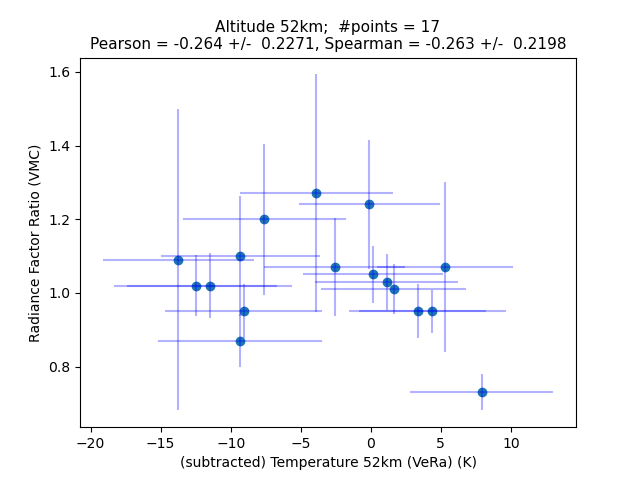 Altitude 52km;  #points = 17
Pearson = -0.264 +/-  0.2271, Spearman = -0.263 +/-  0.2198
1.6
1.4
1.2
1.0
0.8
Radiance Factor Ratio (VMC)
−20 −15 −10 −5 0 5 10
(subtracted) Temperature 52km (VeRa) (K)